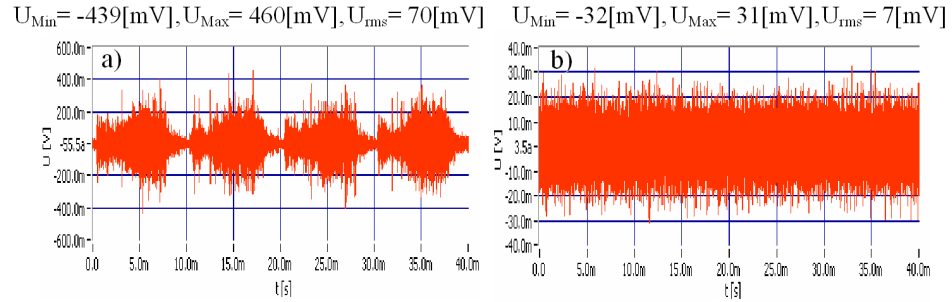 U_Min= -439[mV], U_Max= 460[mV], U_rms= 70[mV]
a)
600.0m
400.0m
200.0m
-55.5a
-200.0m
-400.0m
-600.0m
U [V]
0.0 5.0m 10.0m 15.0m 20.0m 25.0m 30.0m 35.0m 40.0m
t[s]
U_Min= -32[mV], U_Max= 31[mV], U_rms= 7[mV]
b)
40.0m
30.0m
20.0m
10.0m
3.5a
-10.0m
-20.0m
-30.0m
-40.0m
U [V]
0.0 5.0m 10.0m 15.0m 20.0m 25.0m 30.0m 35.0m 40.0m
t[s]